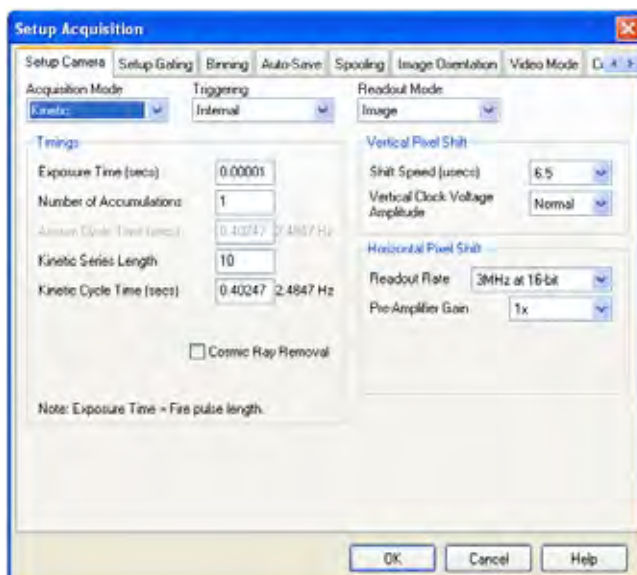 Setup Acquisition
Setup Camera Setup Gating Binning Auto-Save Spooling Image Orientation Video Mode
Acquisition Mode Triggering Readout Mode
Kinetic Internal Image
Timings
Exposure Time (secs) 0.00001
Number of Accumulations 1
0.40247 2.4847 Hz
Kinetic Series Length 10
Kinetic Cycle Time (secs) 0.40247 2.4847 Hz
Cosmic Ray Removal
Note: Exposure Time = Fire pulse length.
Vertical Pixel Shift
Shift Speed (usecs) 6.5
Vertical Clock Voltage
Amplitude Normal
Horizontal Pixel Shift
Readout Rate 3MHz at 16-bit
Pre-Amplifier Gain 1x
OK Cancel Help